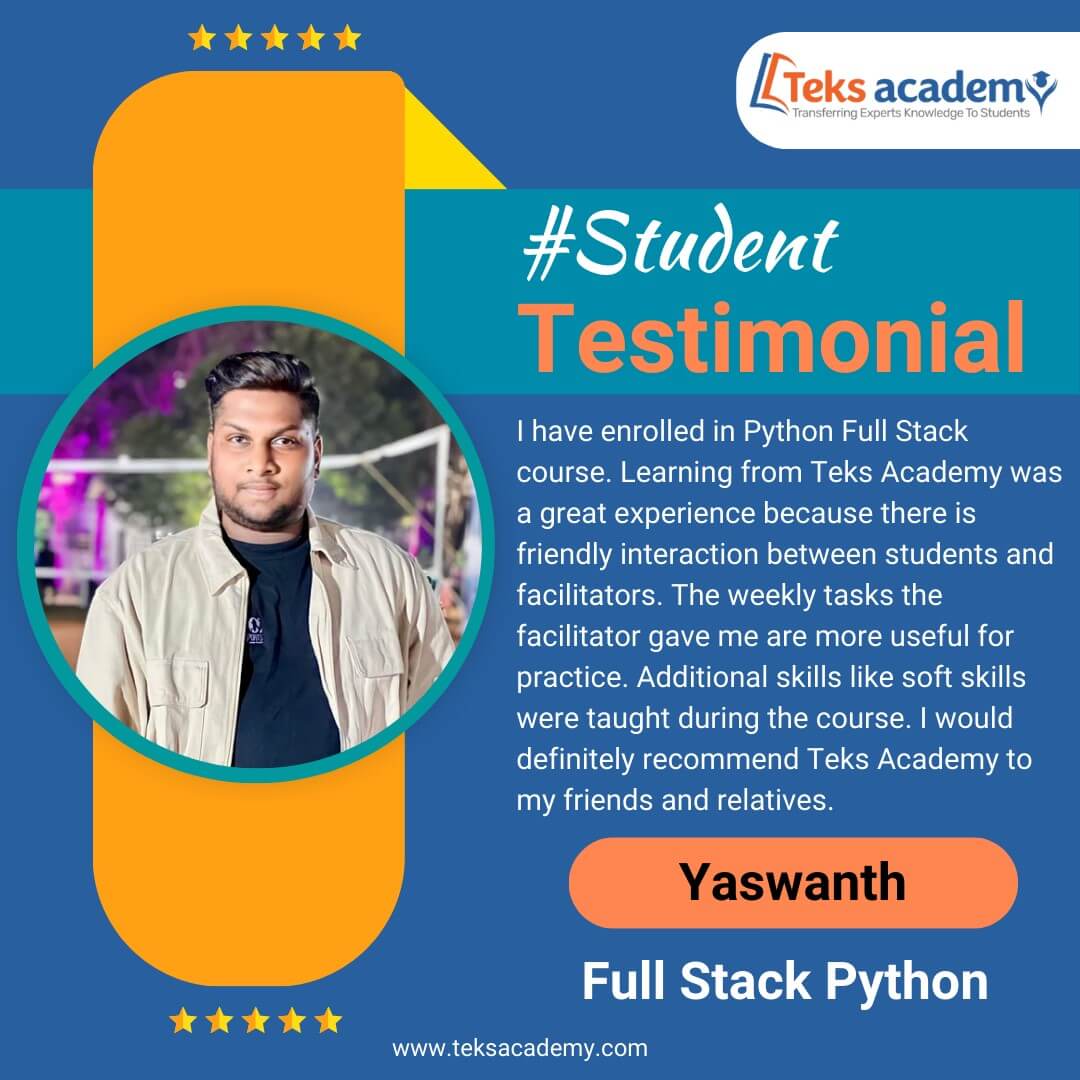 Teks academy
Transferring Experts Knowledge To Students
#Student
Testimonial
I have enrolled in Python Full Stack
course. Learning from Teks Academy was
a great experience because there is
friendly interaction between students and
facilitators. The weekly tasks the
facilitator gave me are more useful for
practice. Additional skills like soft skills
were taught during the course. I would
definitely recommend Teks Academy to
my friends and relatives.
Yaswanth
Full Stack Python
www.teksacademy.com